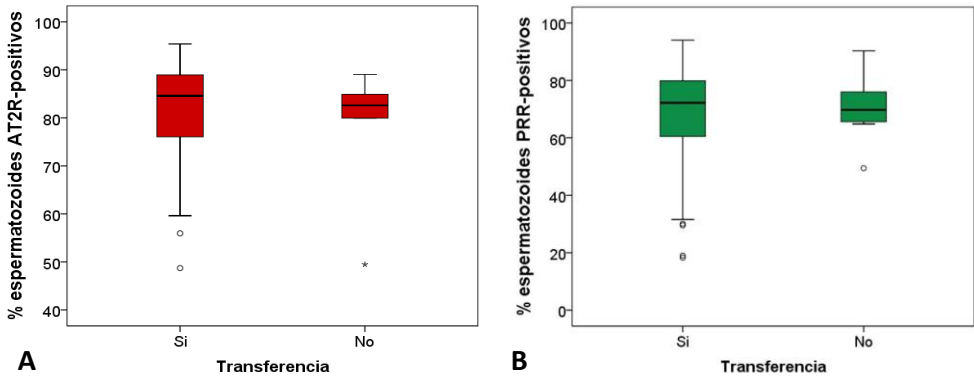 % espermatozoides AT2R-positivos
100
90
80
70
60
50
40
*
Si
No
Transferencia
A
% espermatozoides PRR-positivos
100
80
60
40
20
0
Si
No
Transferencia
B